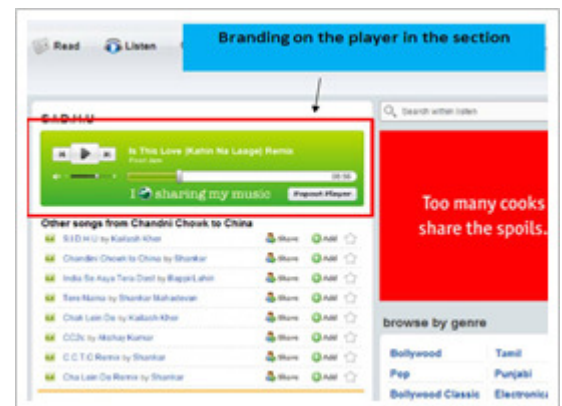 Branding on the player in the section
Read
Listen
S.I.D.H.U
Search within listen
Is This Love (Kahin Na Laage) Remix
I sharing my music
Popout Player
Too many cooks
share the spoils.
Other songs from Chandni Chowk to China
S.I.D.H.U by Kailash Kher Share Add
Chandni Chowk to China by Shankar Share Add
India Se Aaya Tera Dost by Bappi Lahiri Share Add
Tere Naina by Shankar Mahadevan Share Add
Chak Lein De by Kailash Kher Share Add
CC2c by Akshay Kumar Share Add
C.C.T.C Remix by Shankar Share Add
Chak Lein De Remix by Shankar Share Add
browse by genre
Bollywood Tamil
Pop Punjabi
Bollywood Classic Electronica